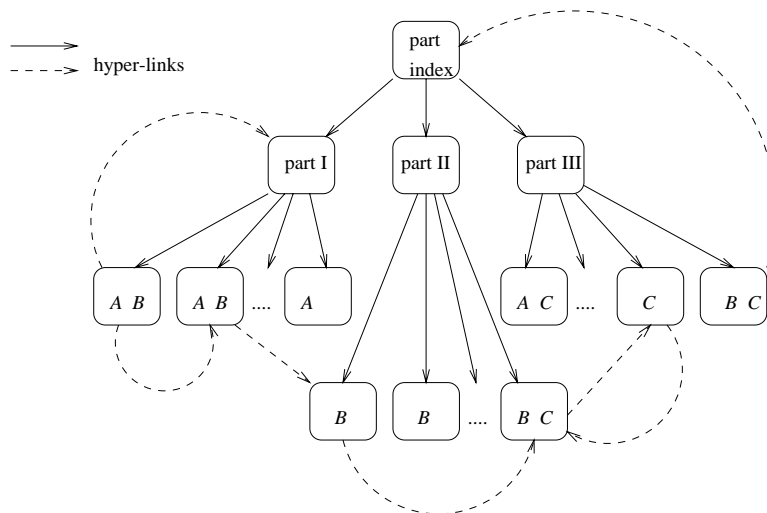 part
index
hyper-links
part I
part II
part III
A B
A B
....
A
A C
....
C
B C
B
B
....
B C